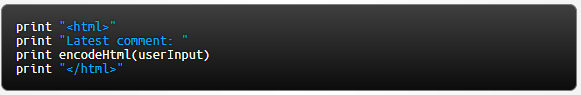 print "<html>"
print "Latest comment: "
print encodeHtml(userInput)
print "</html>"